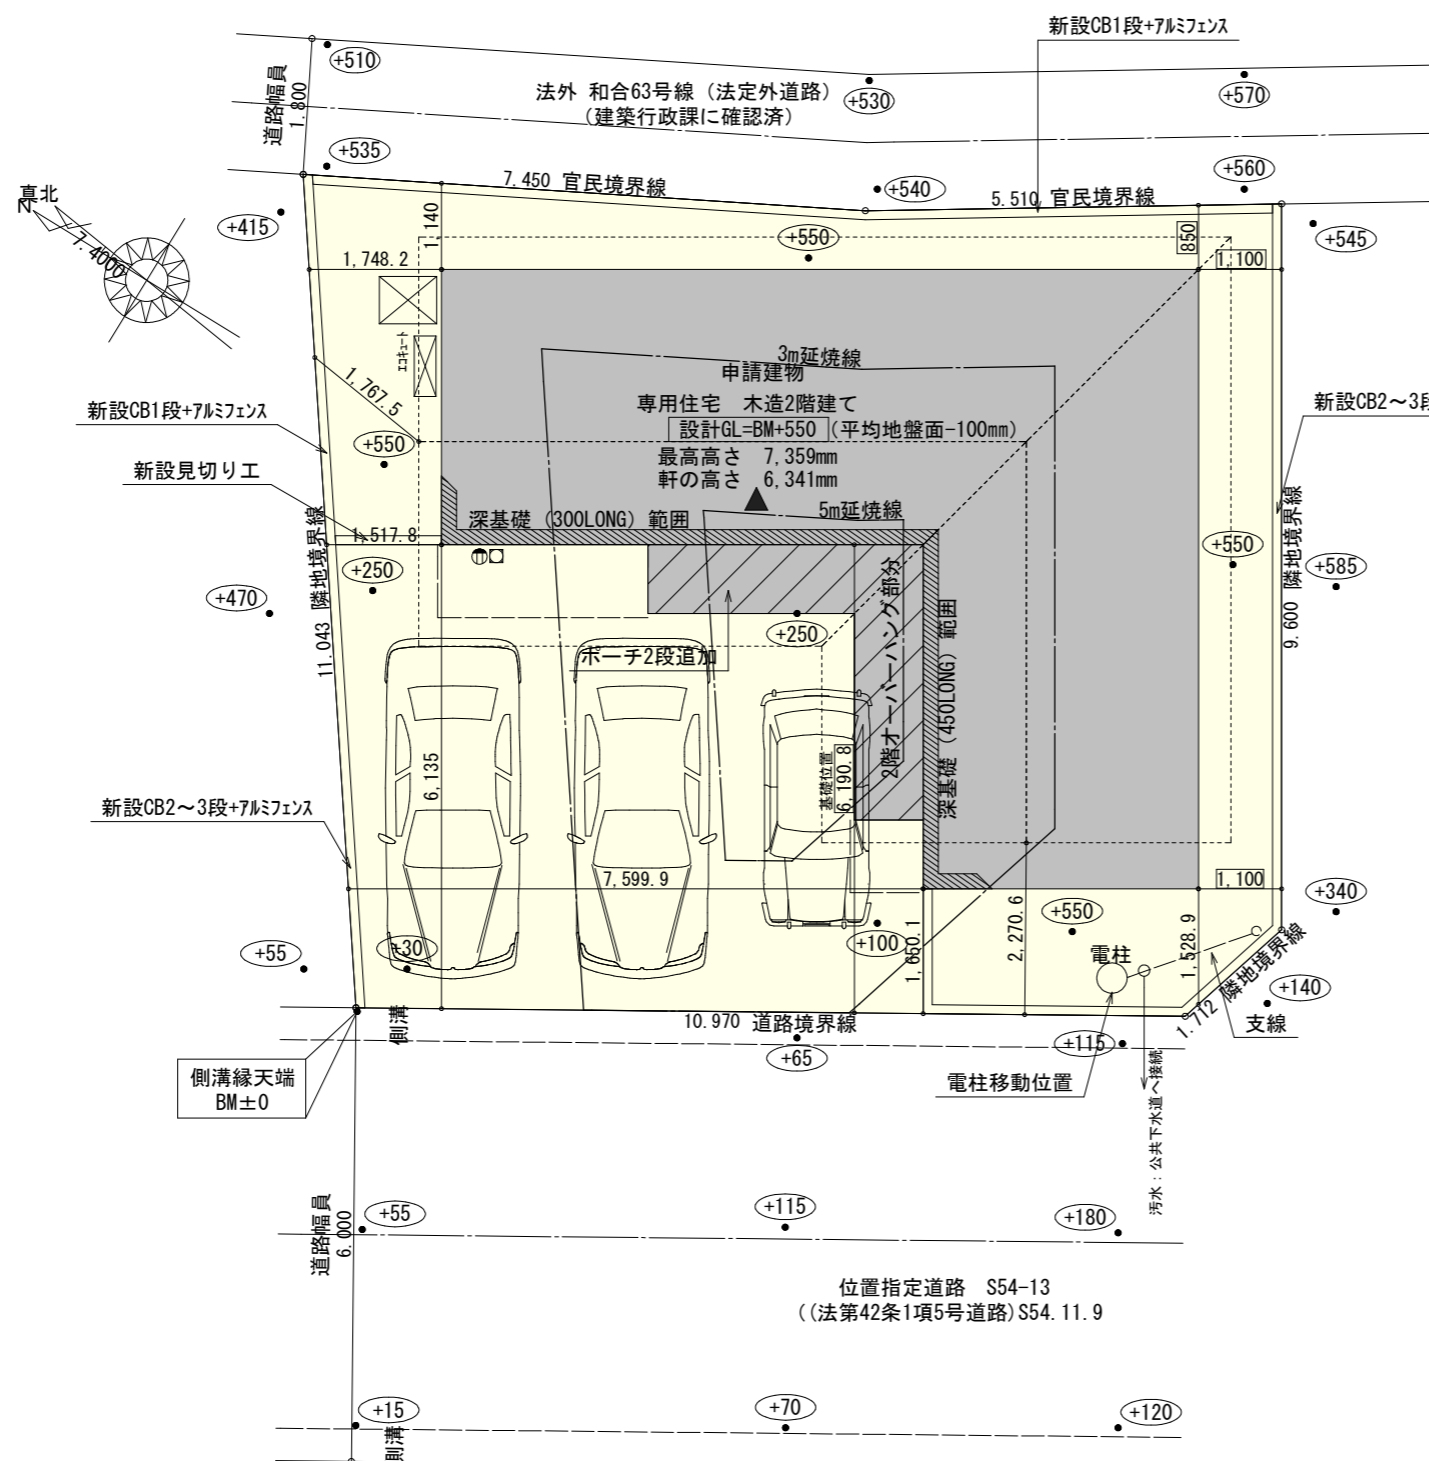 新設CB1段+アルミフェンス
+510
道路幅員
1.800
法外 和合63号線（法定外道路）
（建築行政課に確認済）
+530
+570
+535
7.450 官民境界線
+540
5.510 官民境界線
+560
真北
N
7.4000
+415
1,140
+550
850
+545
1,748.2
1,100
エコキュート
3m延焼線
申請建物
1,767.5
専用住宅　木造2階建て
設計GL=BM+550 (平均地盤面-100mm)
最高高さ　7,359mm
軒の高さ　6,341mm
新設CB1段+アルミフェンス
新設CB2～3段
+550
新設見切り工
5m延焼線
深基礎（300LONG）範囲
1,517.8
+550
+250
+585
+470
11.043 隣地境界線
9.600 隣地境界線
+250
ポーチ2段追加
2階オーバーハング部分
深基礎（450LONG）範囲
基礎位置
6,190.8
6,135
新設CB2～3段+アルミフェンス
7,599.9
1,100
+340
+55
+30
+100
1,650.1
2,270.6
+550
1,528.9
電柱
1.712 隣地境界線
+140
支線
側溝
10.970 道路境界線
+65
+115
側溝縁天端
BM±0
電柱移動位置
汚水：公共下水道へ接続
道路幅員
6.000
+55
+115
+180
位置指定道路　S54-13
((法第42条1項5号道路)S54.11.9
+15
+70
+120
側溝